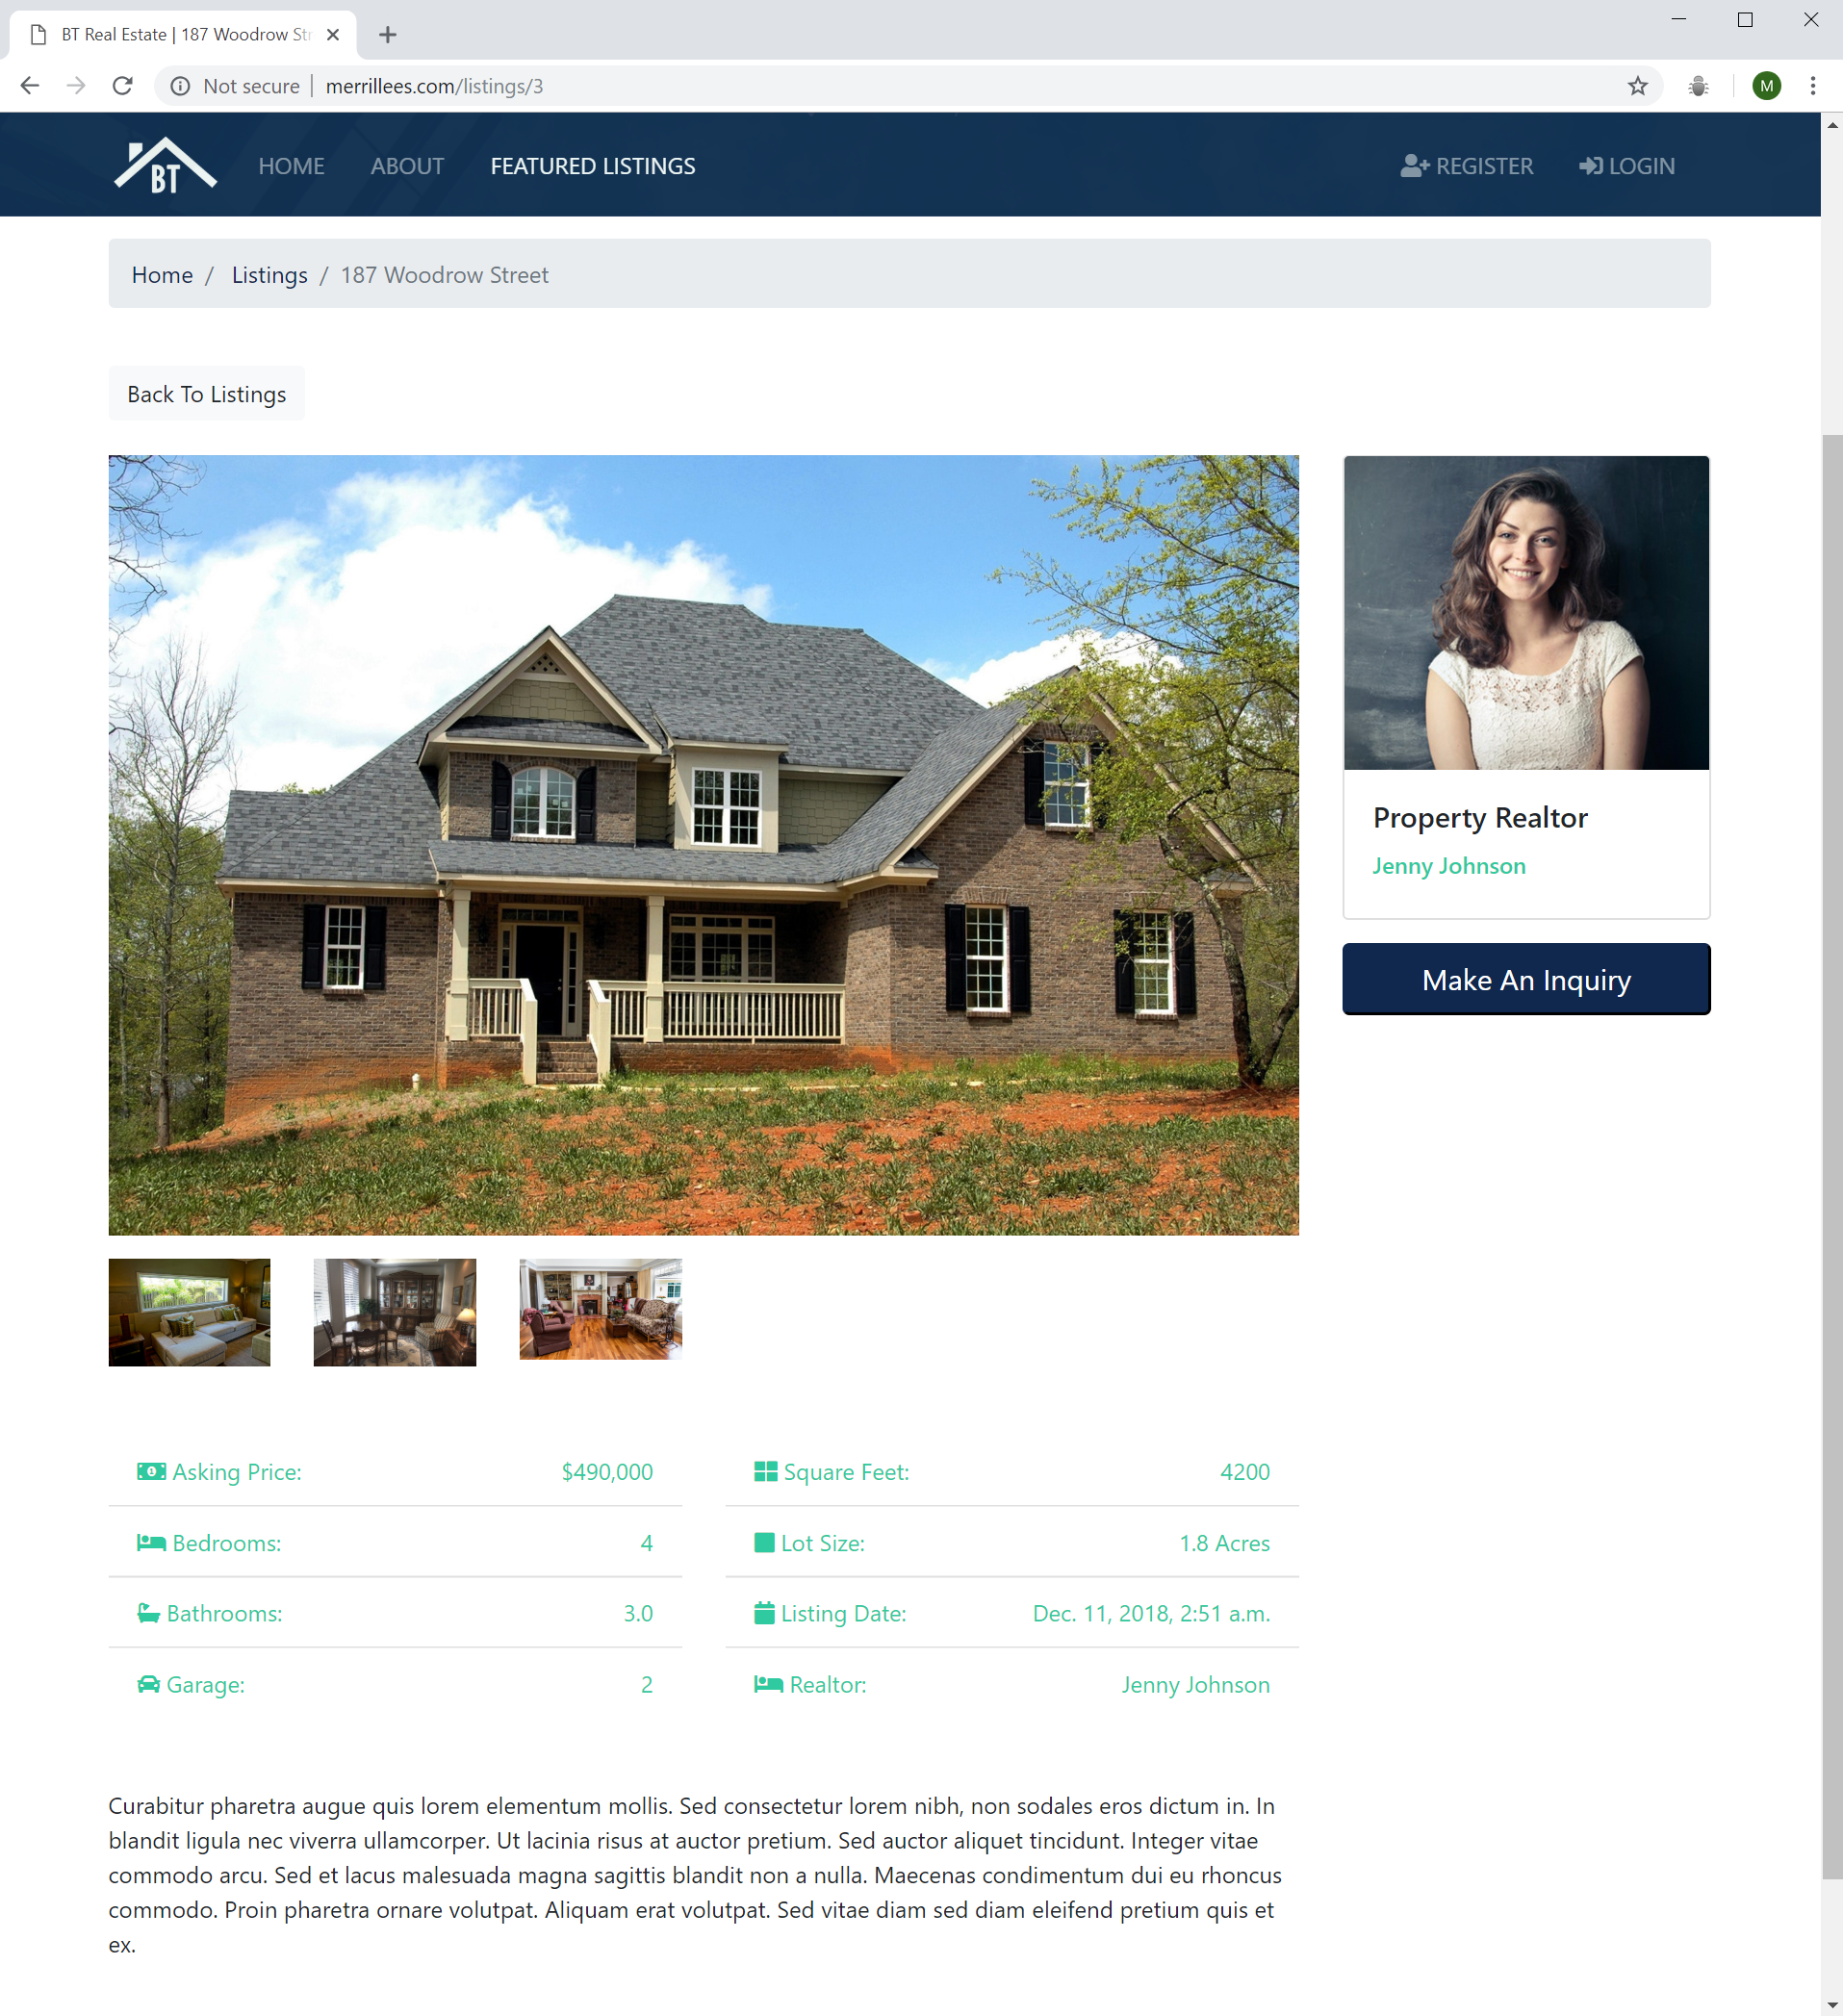 BT Real Estate | 187 Woodrow Str
Not secure | merrillees.com/listings/3
M
BT
HOME
ABOUT
FEATURED LISTINGS
REGISTER
LOGIN
Home / Listings / 187 Woodrow Street
Back To Listings
Property Realtor
Jenny Johnson
Make An Inquiry
Asking Price: $490,000
Square Feet: 4200
Bedrooms: 4
Lot Size: 1.8 Acres
Bathrooms: 3.0
Listing Date: Dec. 11, 2018, 2:51 a.m.
Garage: 2
Realtor: Jenny Johnson
Curabitur pharetra augue quis lorem elementum mollis. Sed consectetur lorem nibh, non sodales eros dictum in. In
blandit ligula nec viverra ullamcorper. Ut lacinia risus at auctor pretium. Sed auctor aliquet tincidunt. Integer vitae
commodo arcu. Sed et lacus malesuada magna sagittis blandit non a nulla. Maecenas condimentum dui eu rhoncus
commodo. Proin pharetra ornare volutpat. Aliquam erat volutpat. Sed vitae diam sed diam eleifend pretium quis et
ex.